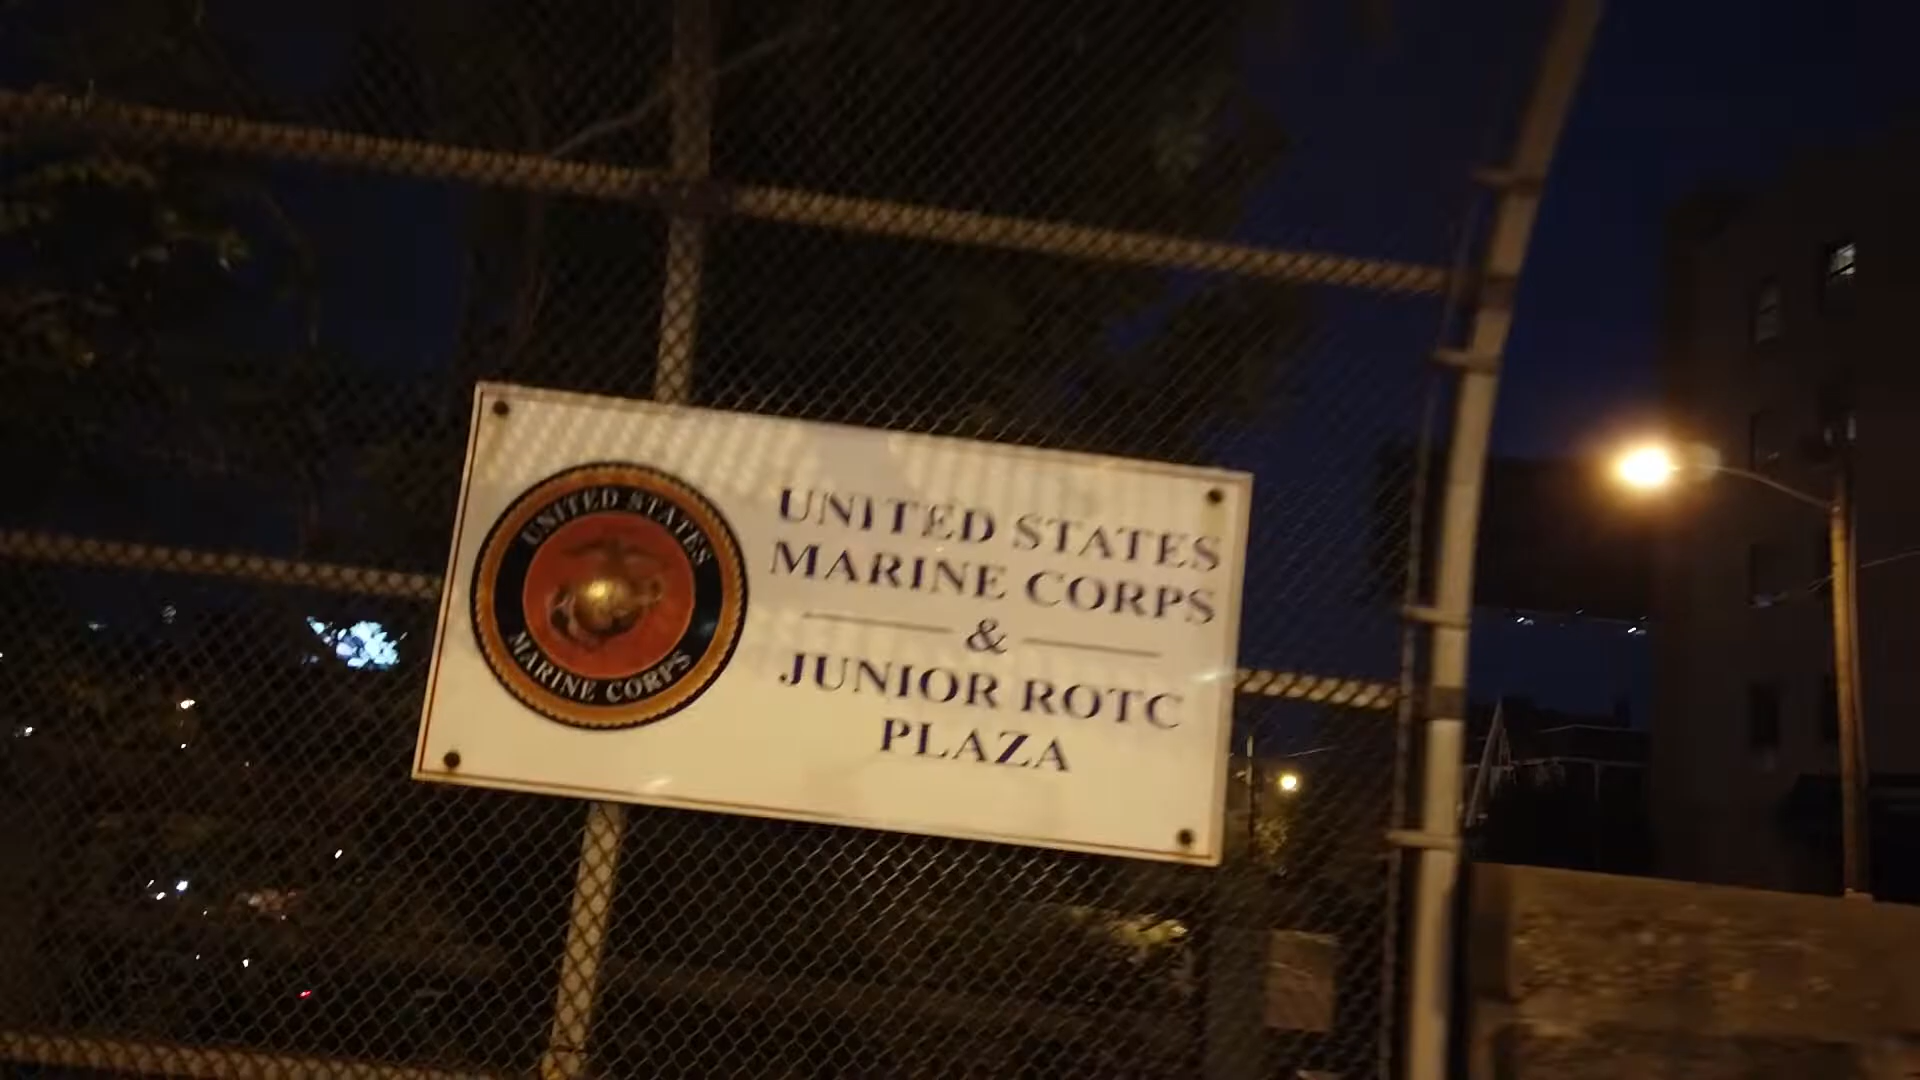 UNITED STATES
MARINE CORPS
UNITED STATES
MARINE CORPS
&
JUNIOR ROTC
PLAZA